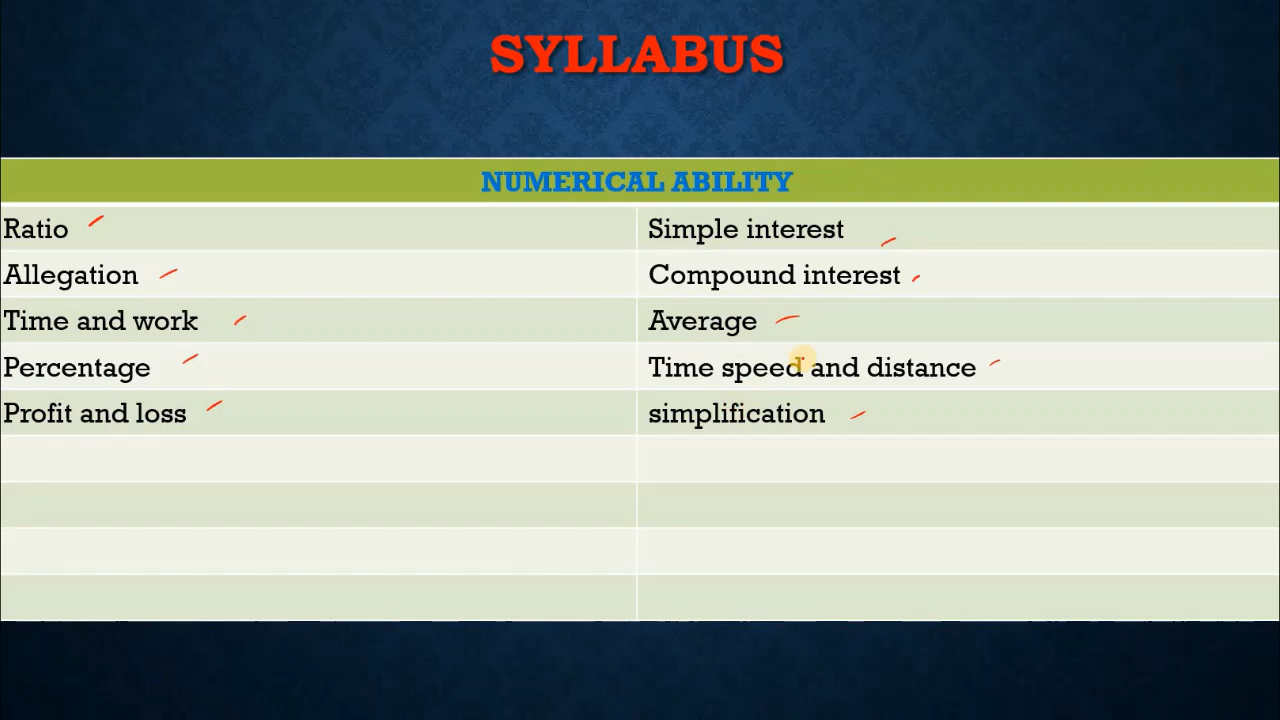 SYLLABUS
NUMERICAL ABILITY
Ratio
Simple interest
Allegation
Compound interest
Time and work
Average
Percentage
Time speed and distance
Profit and loss
simplification